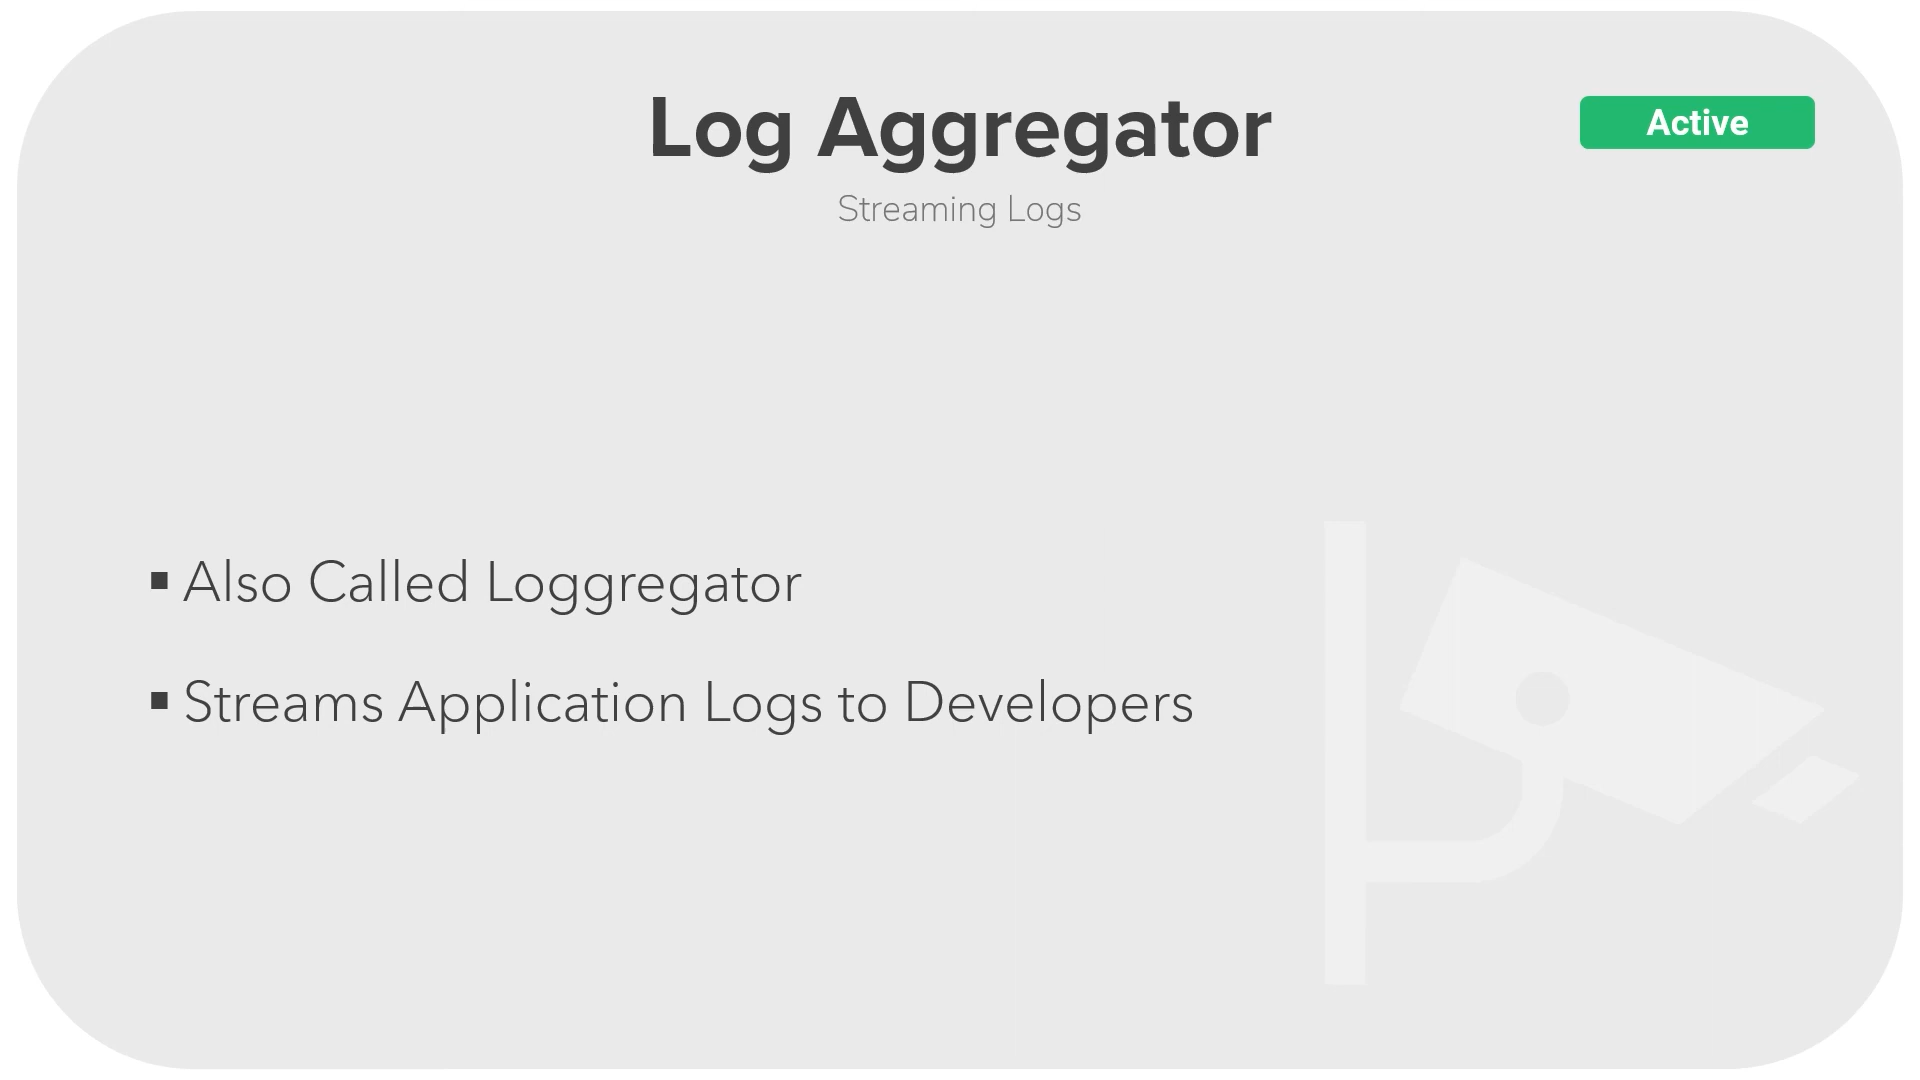 Log Aggregator
Active
Streaming Logs
▪ Also Called Loggregator
▪ Streams Application Logs to Developers